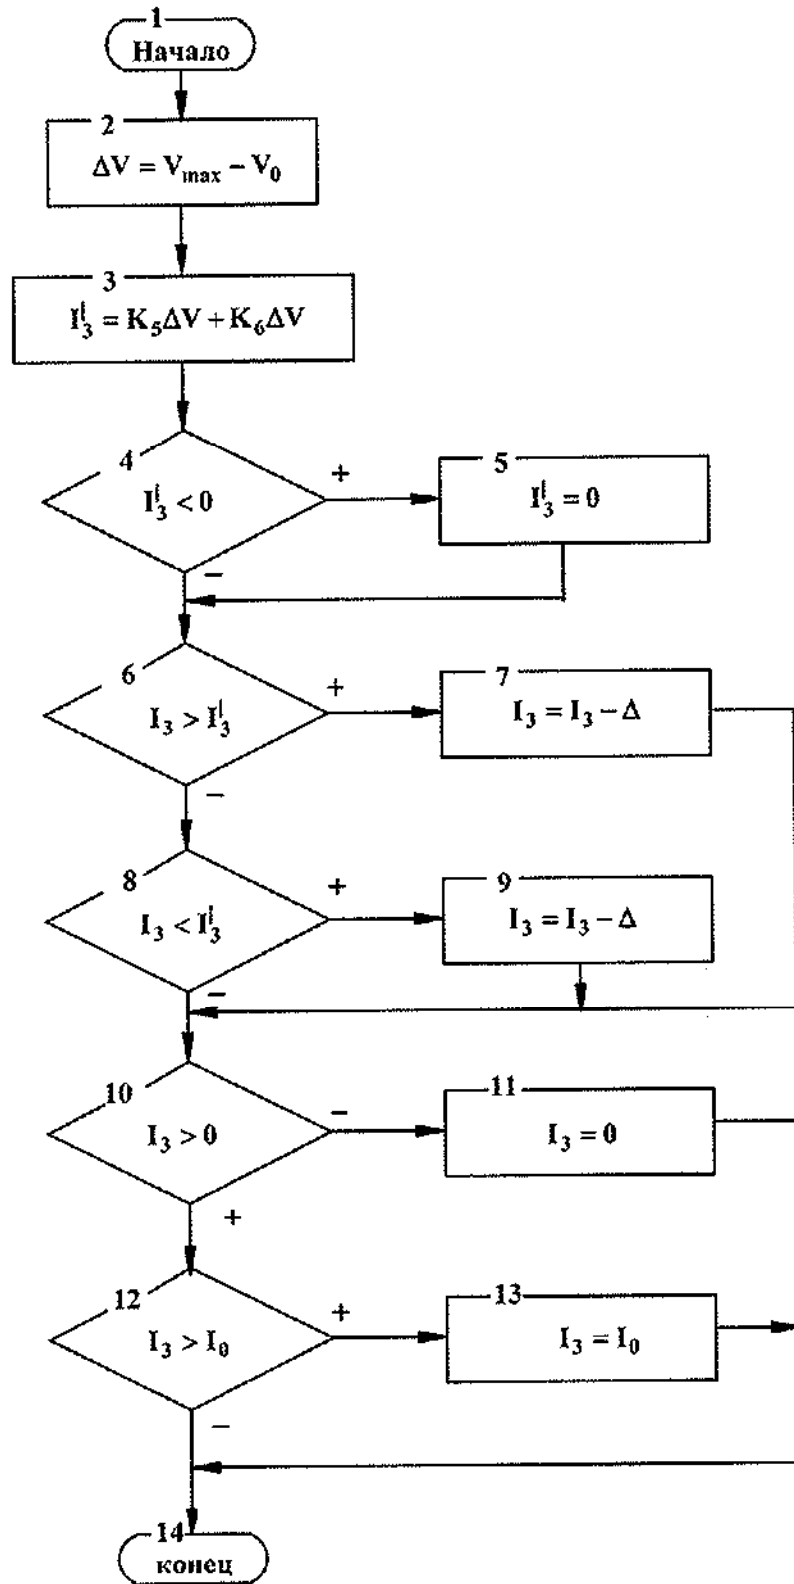 1
Начало
2
ΔV = V_max − V_0
3
I_3^| = K_5ΔV + K_6ΔV
4
I_3^| < 0
+
−
5
I_3^| = 0
6
I_3 > I_3^|
+
−
7
I_3 = I_3 − Δ
8
I_3 < I_3^|
+
−
9
I_3 = I_3 − Δ
10
I_3 > 0
−
+
11
I_3 = 0
12
I_3 > I_0
+
−
13
I_3 = I_0
14
конец